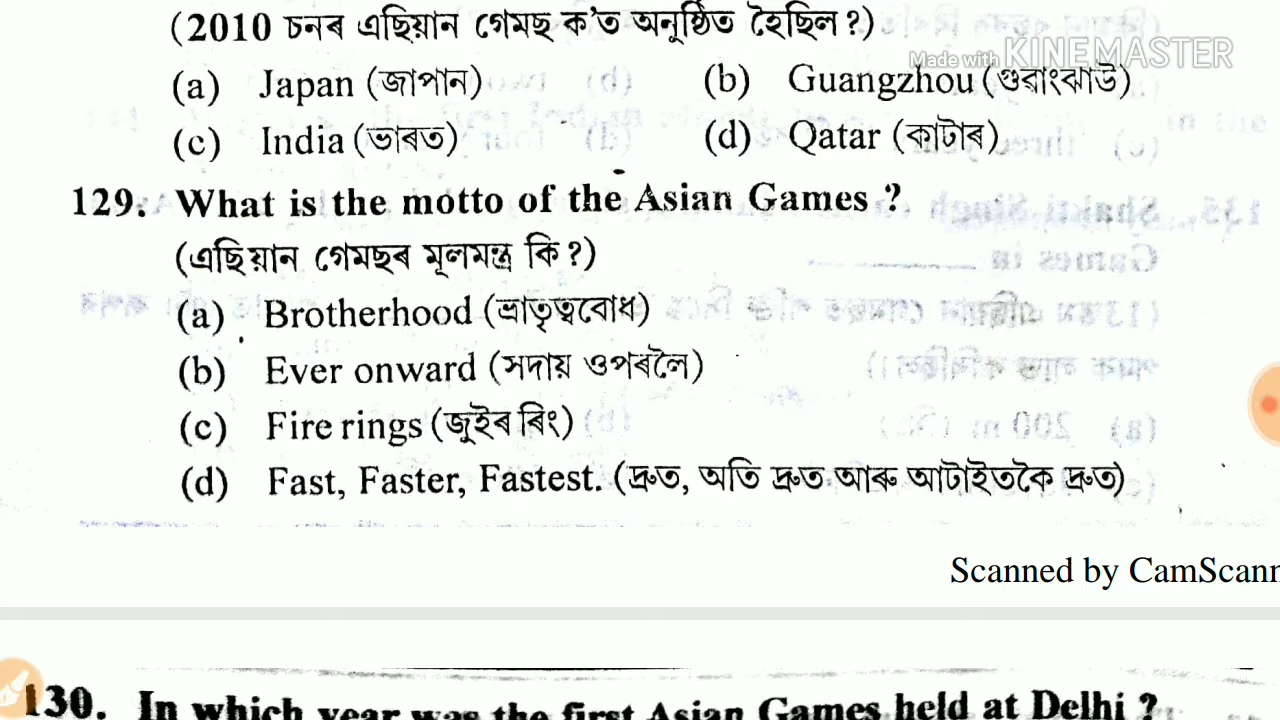 (2010 চনৰ এছিয়ান গেমছ ক'ত অনুষ্ঠিত হৈছিল ?)
Made with KINEMASTER
(a) Japan (জাপান) (b) Guangzhou (গুৱাংঝাউ)
(c) India (ভাৰত) (d) Qatar (কাটাৰ)
129. What is the motto of the Asian Games ?
(এছিয়ান গেমছৰ মূলমন্ত্ৰ কি ?)
(a) Brotherhood (ভ্ৰাতৃত্ববোধ)
(b) Ever onward (সদায় ওপৰলৈ)
(c) Fire rings (জুইৰ ৰিং)
(d) Fast, Faster, Fastest. (দ্ৰুত, অতি দ্ৰুত আৰু আটাইতকৈ দ্ৰুত)
Scanned by CamScann
130. In which year was the first Asian Games held at Delhi ?